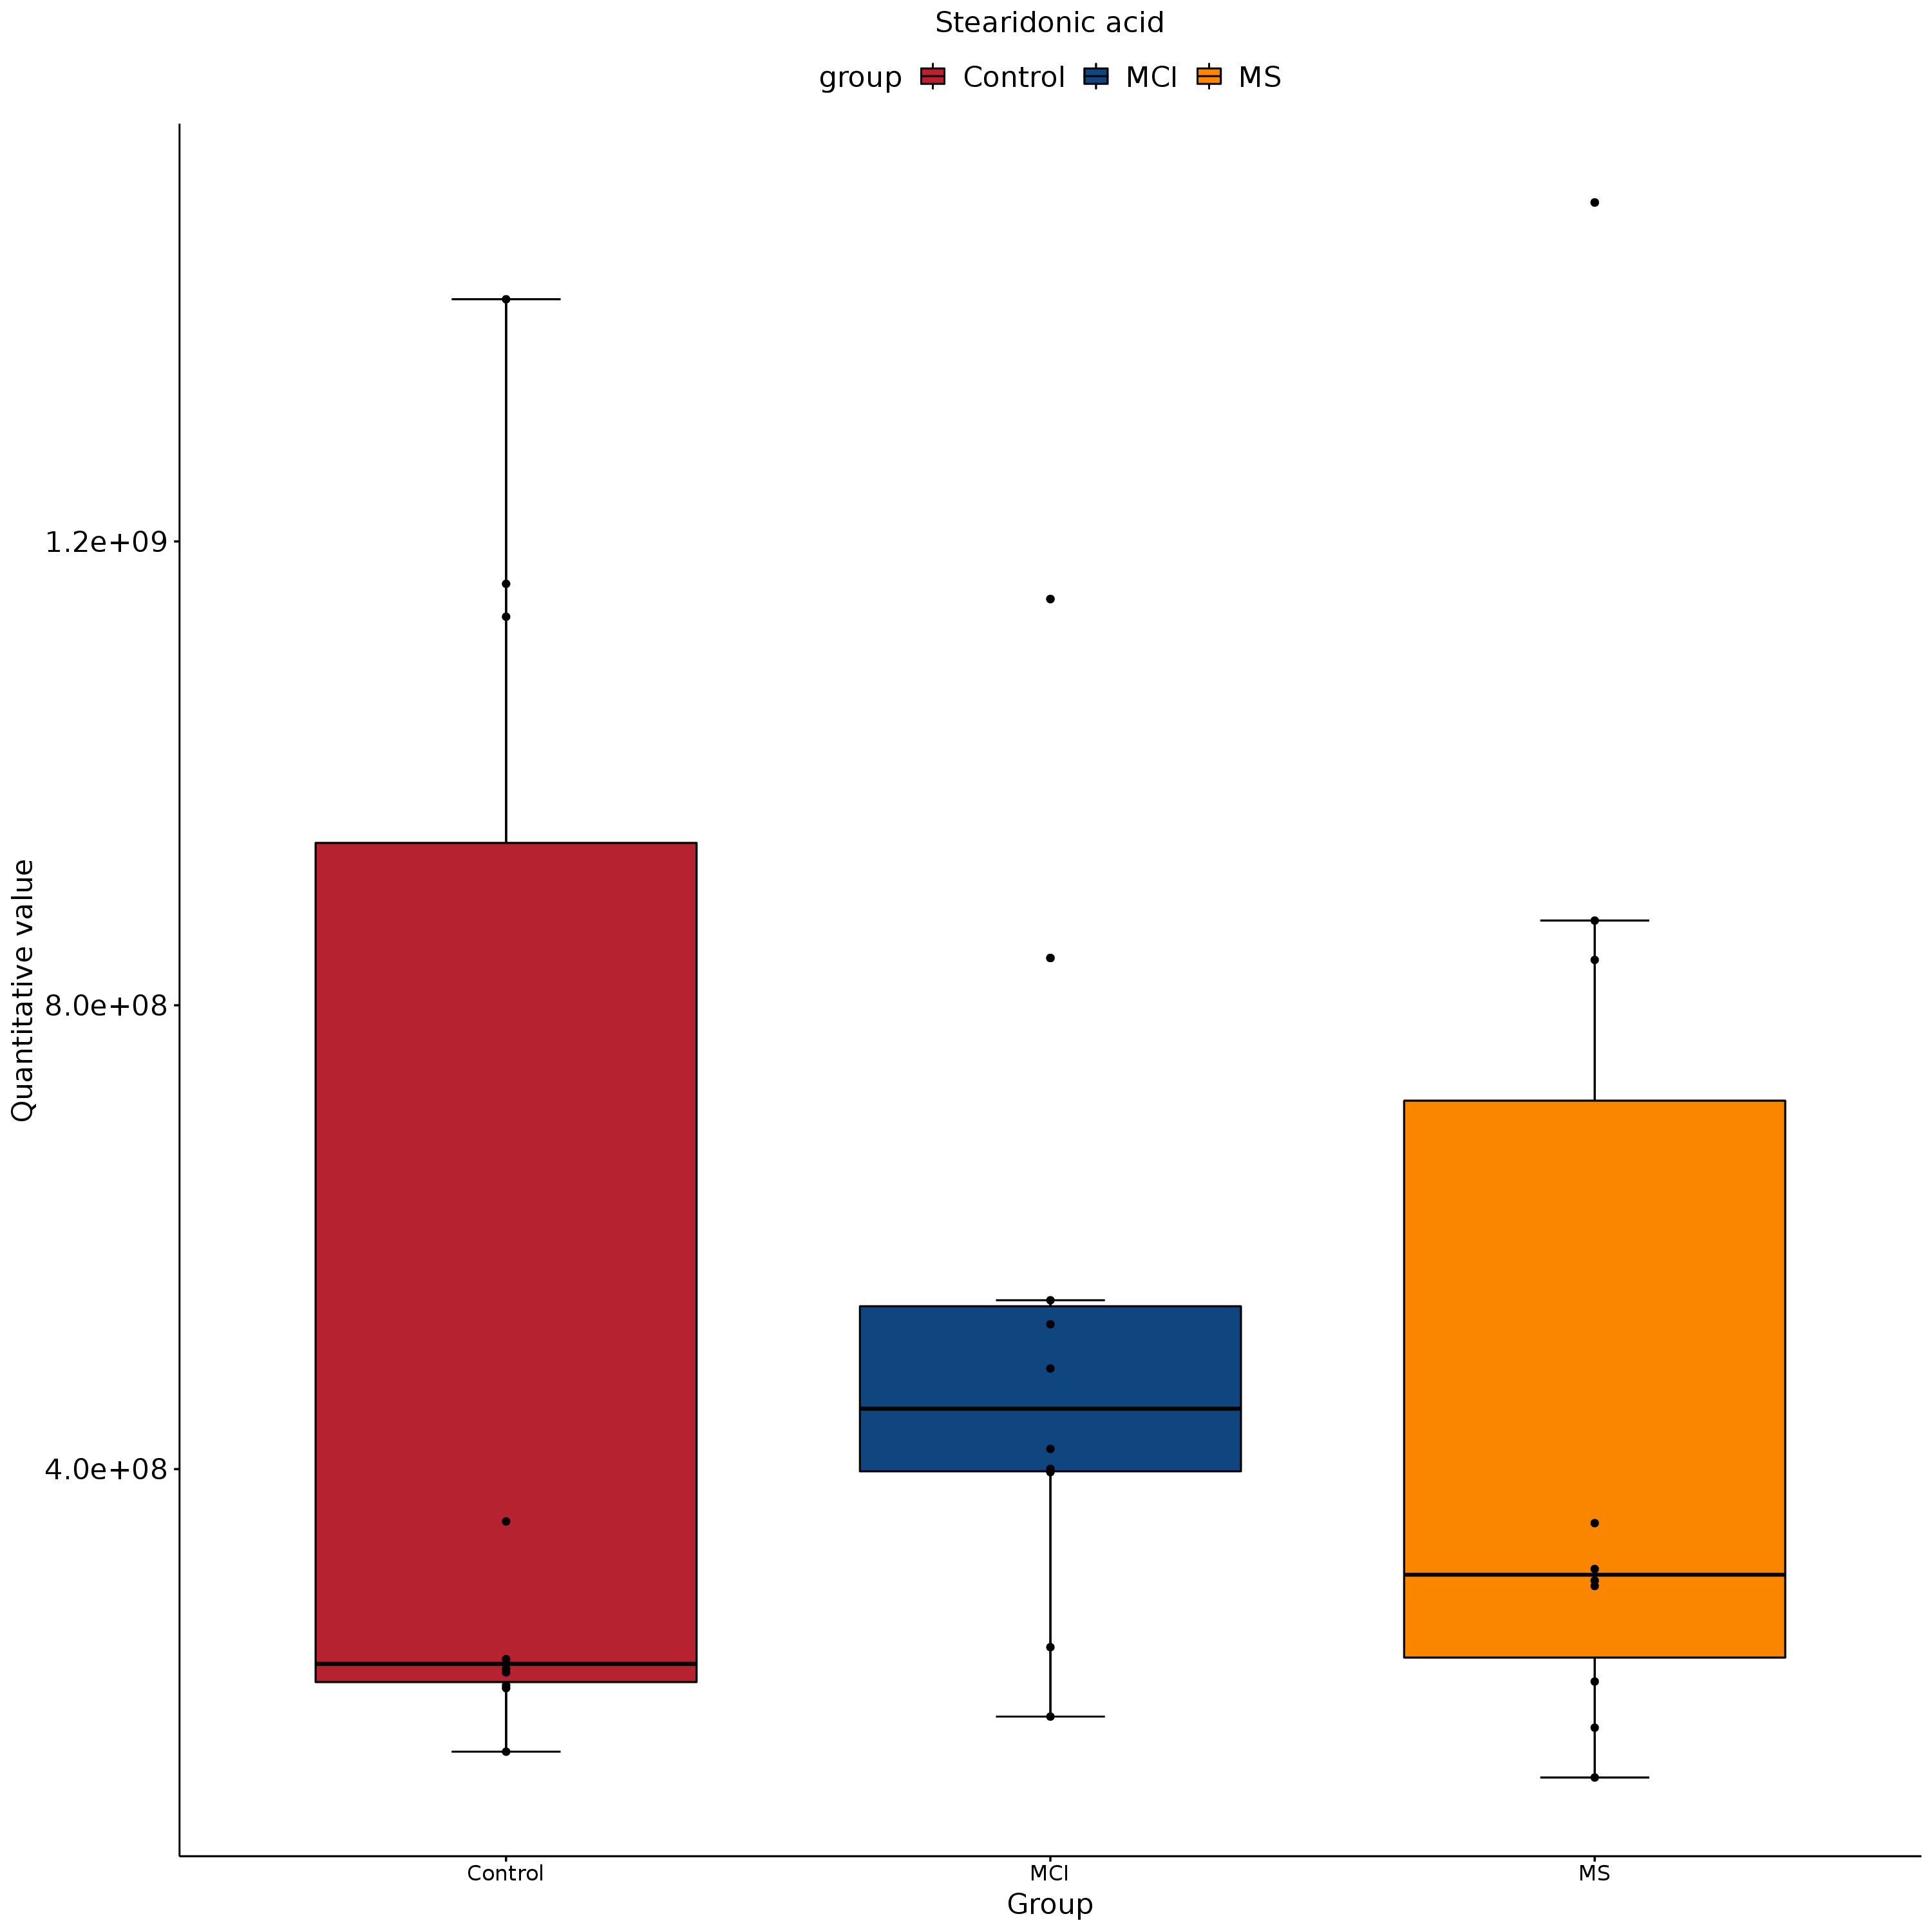 Stearidonic acid
group Control MCI MS
Quantitative value
1.2e+09
8.0e+08
4.0e+08
Control MCI MS
Group